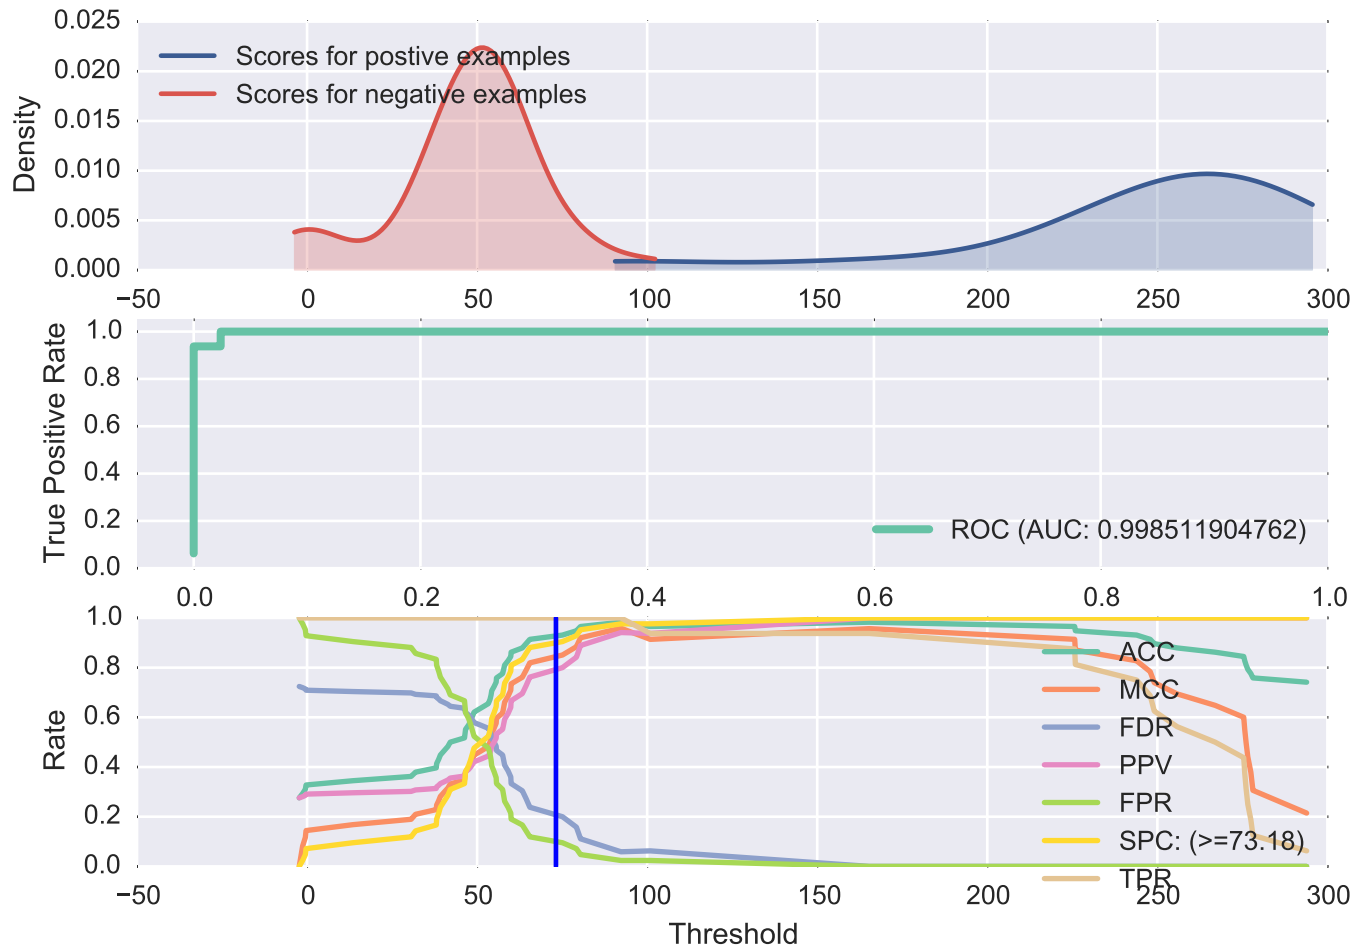 0.025
0.020
0.015
0.010
0.005
0.000
Density
Scores for postive examples
Scores for negative examples
−50 0 50 100 150 200 250 300
1.0
0.8
0.6
0.4
0.2
0.0
True Positive Rate
ROC (AUC: 0.998511904762)
0.0 0.2 0.4 0.6 0.8 1.0
1.0
0.8
0.6
0.4
0.2
0.0
Rate
ACC
MCC
FDR
PPV
FPR
SPC: (>=73.18)
TPR
−50 0 50 100 150 200 250 300
Threshold